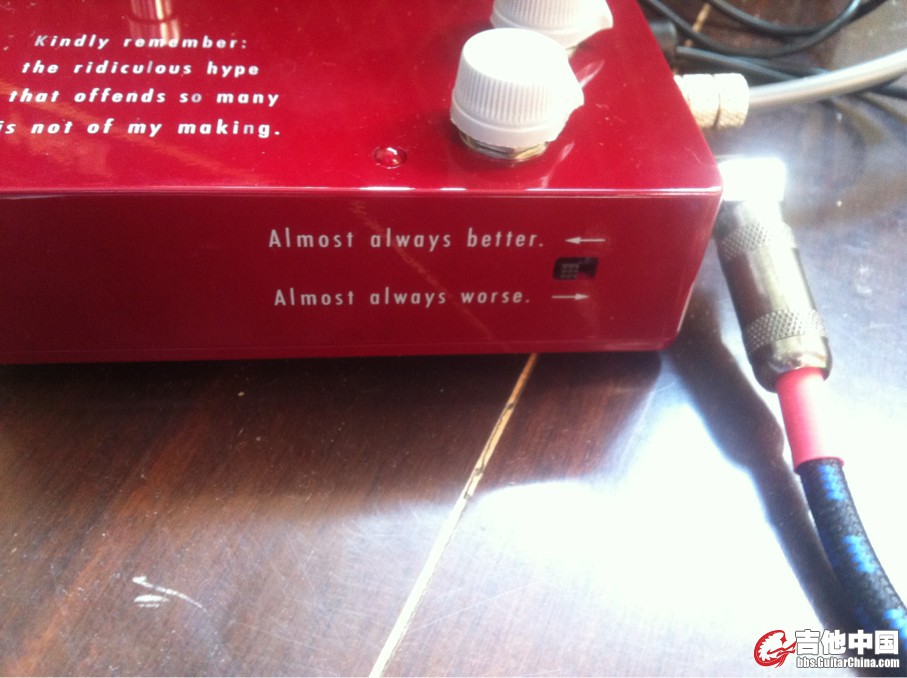 Kindly remember:
the ridiculous hype
that offends so many
is not of my making.
Almost always better. ←
Almost always worse. →
吉他中国
bbs.GuitarChina.com